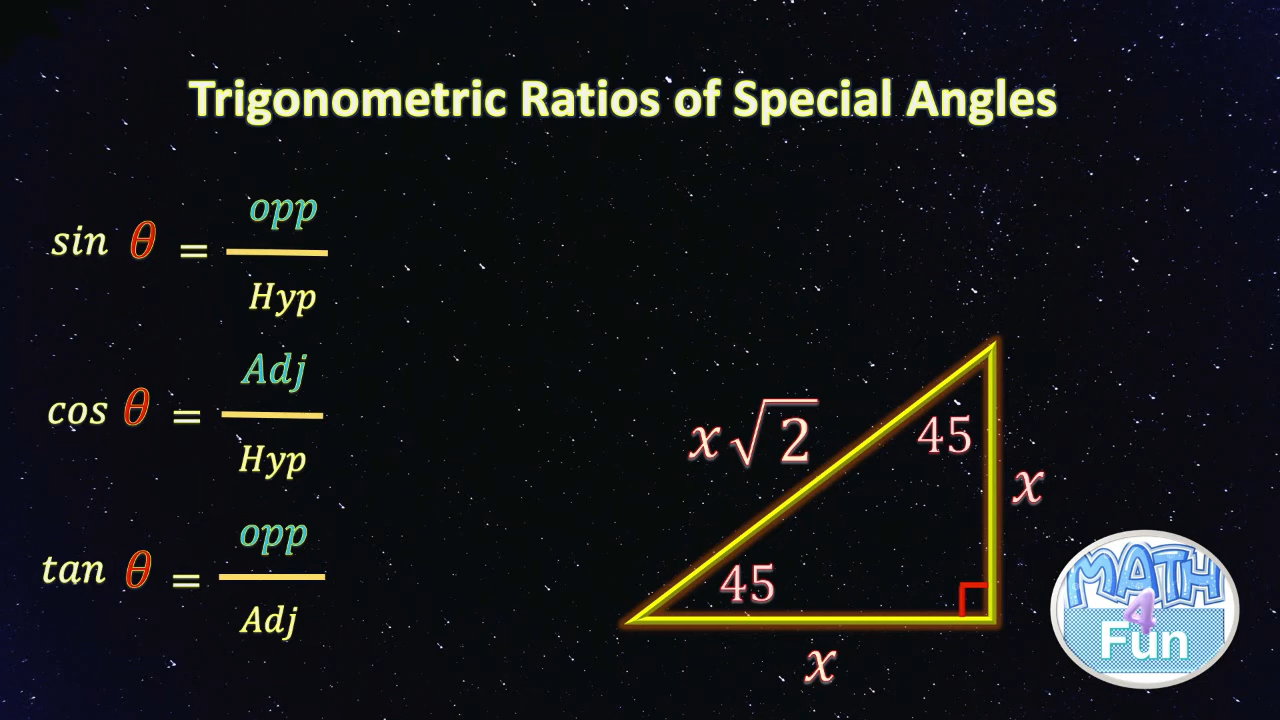 Trigonometric Ratios of Special Angles
sin θ = opp / Hyp
cos θ = Adj / Hyp
tan θ = opp / Adj
x√2
45
x
45
x
MATH
4
Fun